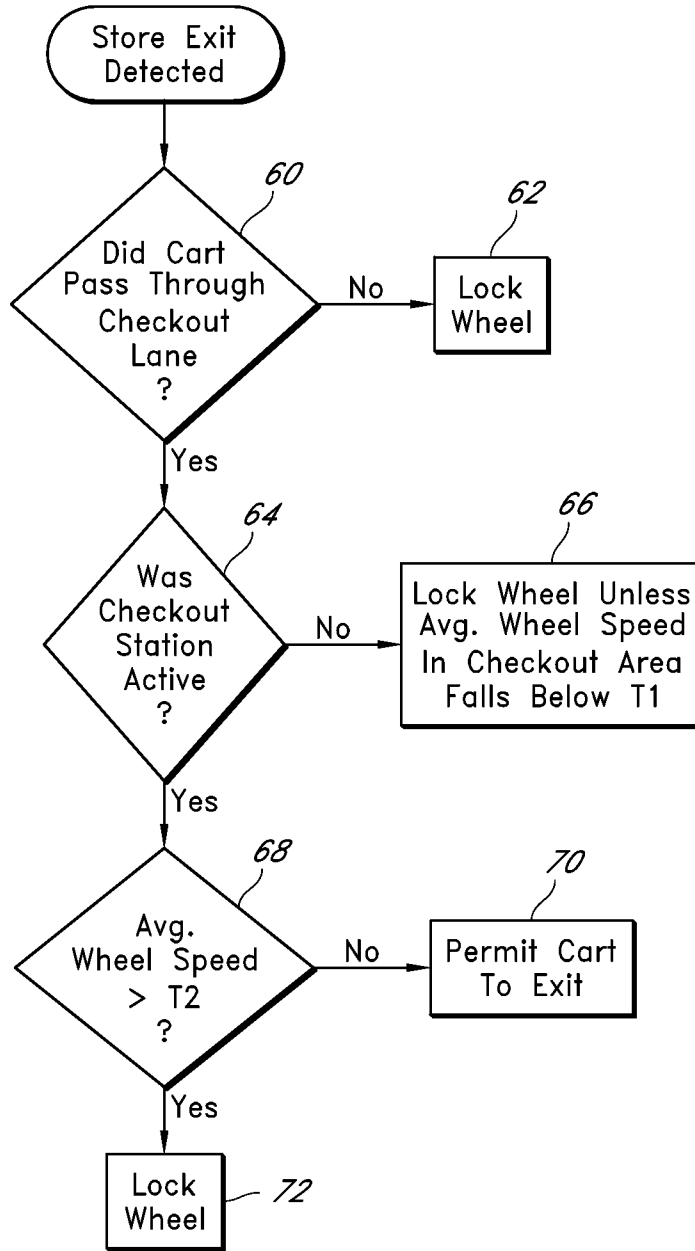 Store Exit
Detected
60
Did Cart
Pass Through
Checkout
Lane
?
No
62
Lock
Wheel
Yes
64
Was
Checkout
Station
Active
?
No
66
Lock Wheel Unless
Avg. Wheel Speed
In Checkout Area
Falls Below T1
Yes
68
Avg.
Wheel Speed
> T2
?
No
70
Permit Cart
To Exit
Yes
Lock
Wheel
72